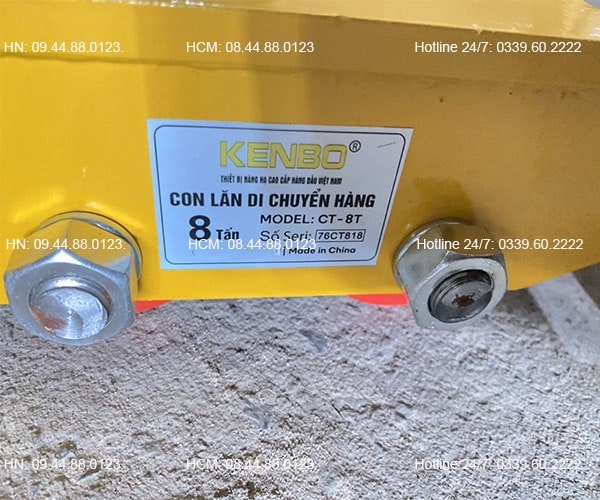 HN: 09.44.88.0123. HCM: 08.44.88.0123 Hotline 24/7: 0339.60.2222
KENBO®
THIẾT BỊ NÂNG HẠ CAO CẤP HÀNG ĐẦU VIỆT NAM
CON LĂN DI CHUYỂN HÀNG
8 Tấn
MODEL: CT-8T
Số Seri: 76CT818
Made in China
HN: 09.44.88.0123. HCM: 08.44.88.0123 Hotline 24/7: 0339.60.2222
HN: 09.44.88.0123. HCM: 08.44.88.0123 Hotline 24/7: 0339.60.2222